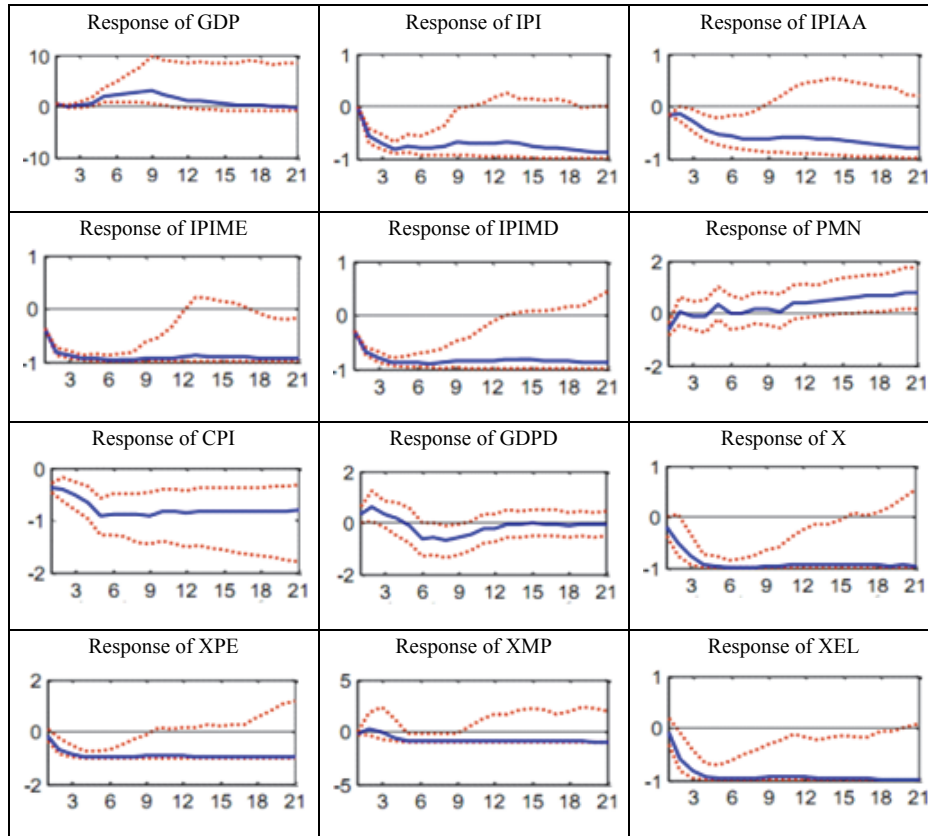 Response of GDP
10
0
-10
3 6 9 12 15 18 21
Response of IPI
1
0
-1
3 6 9 12 15 18 21
Response of IPIAA
1
0
-1
3 6 9 12 15 18 21
Response of IPIME
1
0
-1
3 6 9 12 15 18 21
Response of IPIMD
1
0
-1
3 6 9 12 15 18 21
Response of PMN
2
0
-2
3 6 9 12 15 18 21
Response of CPI
0
-1
-2
3 6 9 12 15 18 21
Response of GDPD
2
0
-2
3 6 9 12 15 18 21
Response of X
1
0
-1
3 6 9 12 15 18 21
Response of XPE
2
0
-2
3 6 9 12 15 18 21
Response of XMP
5
0
-5
3 6 9 12 15 18 21
Response of XEL
1
0
-1
3 6 9 12 15 18 21